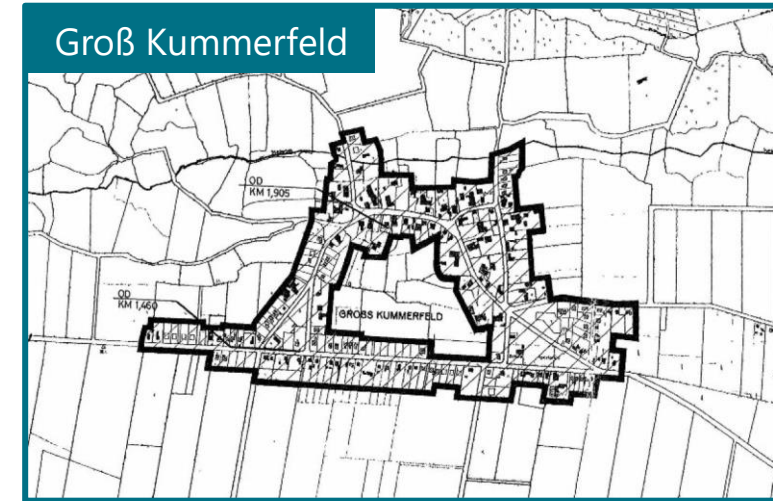 Groß Kummerfeld
OD
KM 1,905
OD
KM 1,460
GROSS KUMMERFELD